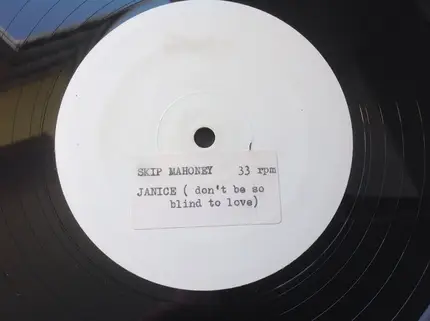 SKIP MAHONEY 33 rpm
JANICE ( don't be so
blind to love)